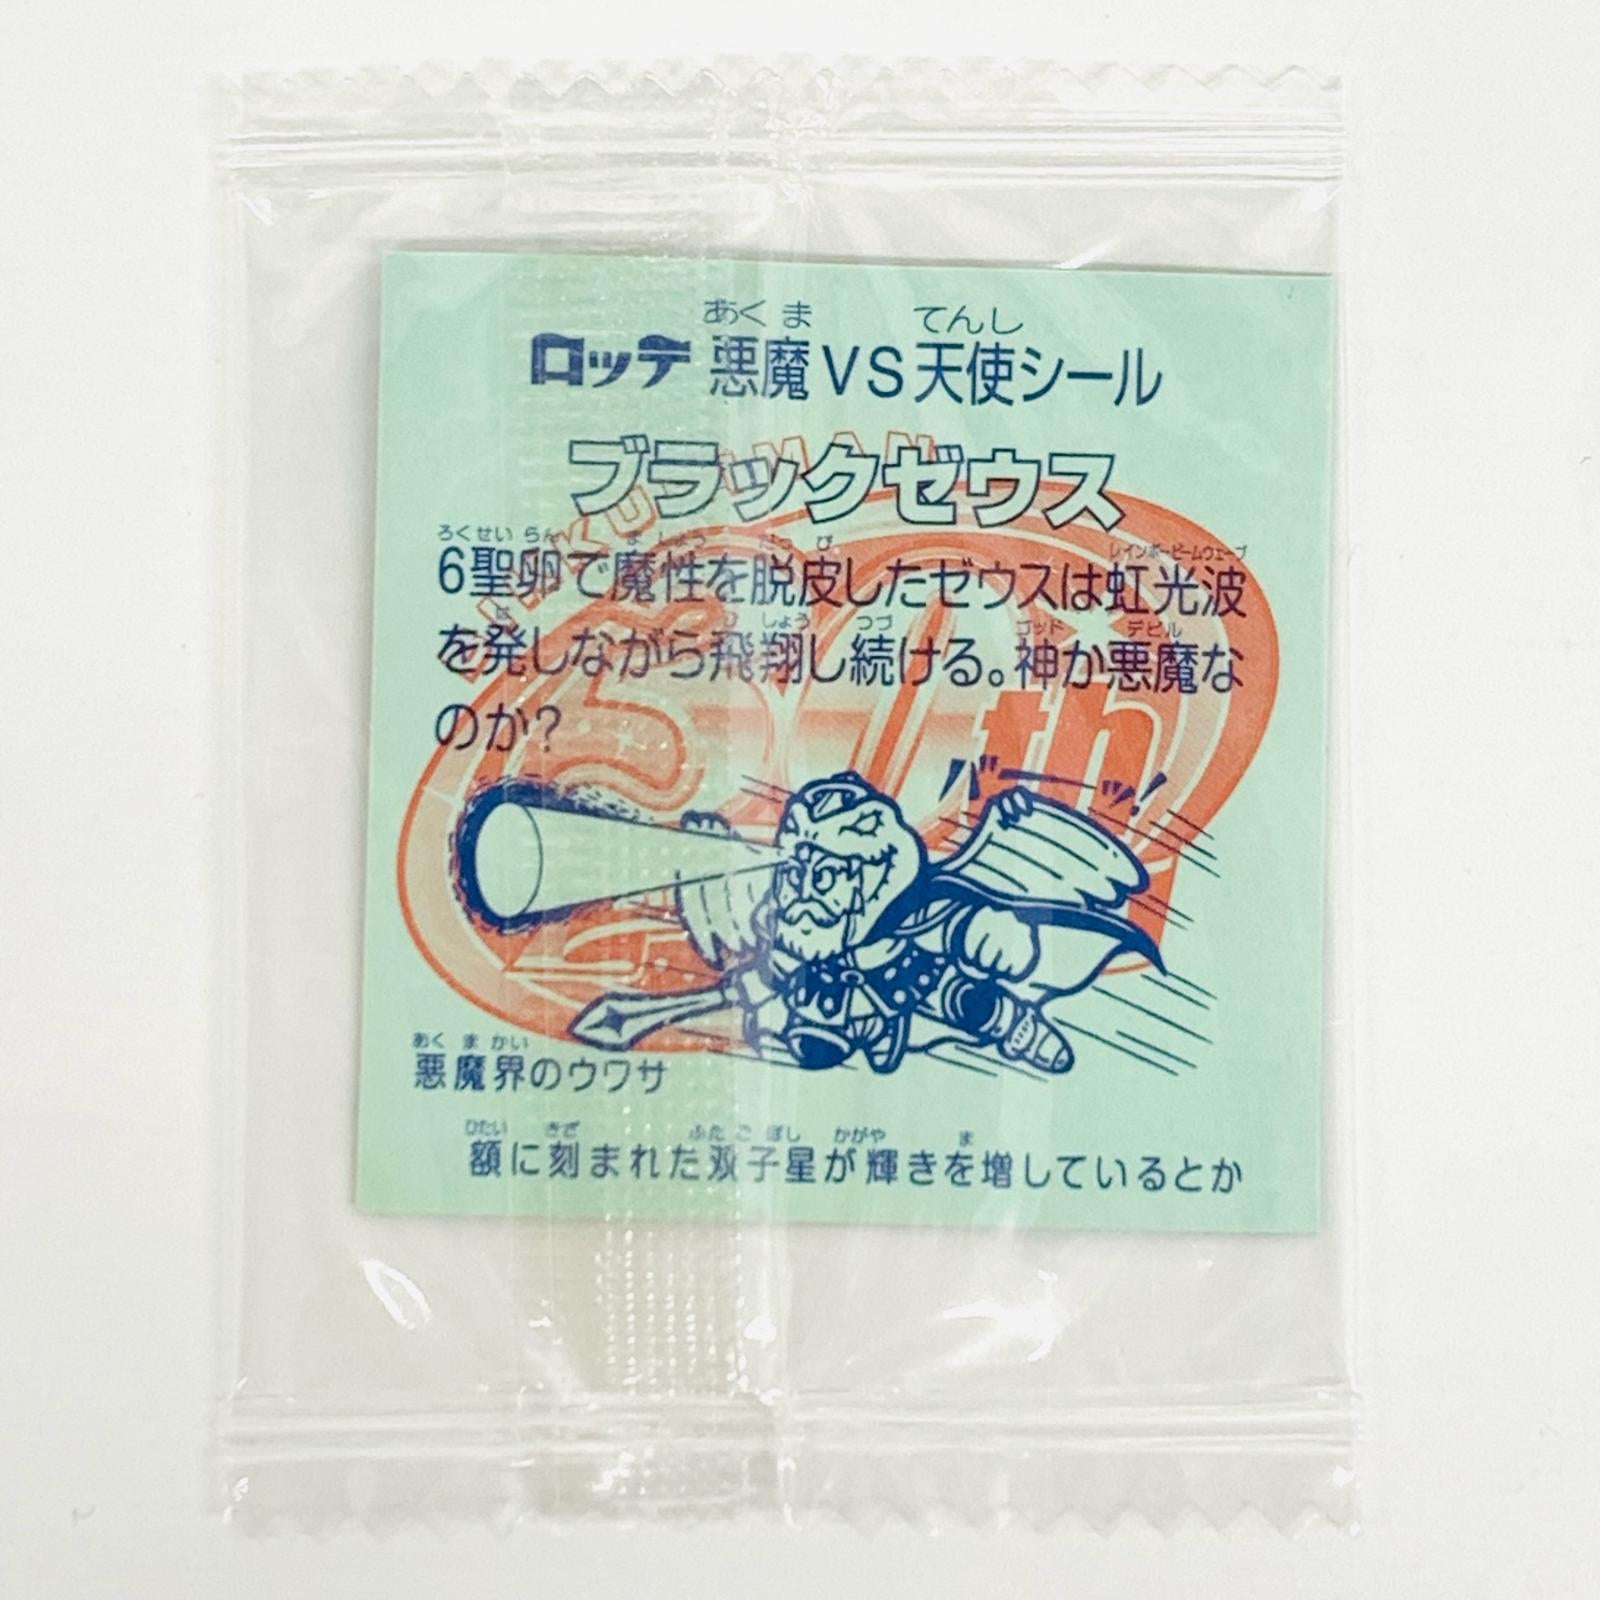 あくま てんし
ロッテ 悪魔VS天使シール
ブラックゼウス
ろくせいらん ましょう だっぴ レインボービームウェーブ
6聖卵で魔性を脱皮したゼウスは虹光波
は ひしょう つづ ゴッド デビル
を発しながら飛翔し続ける。神か悪魔な
のか?
バッ!
50th
あくまかい
悪魔界のウワサ
ひたい きざ ふたごぼし かがや ま
額に刻まれた双子星が輝きを増しているとか